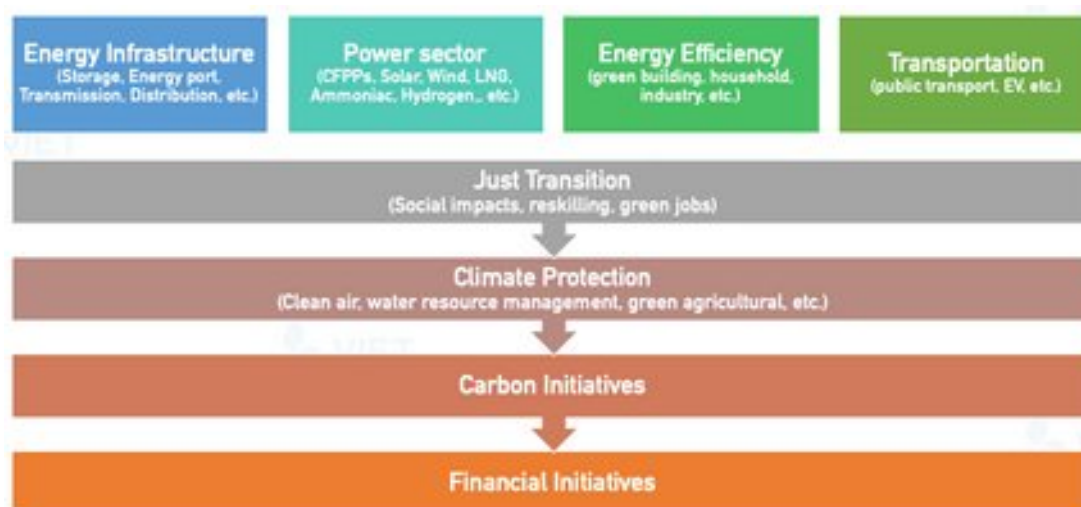 Energy Infrastructure
(Storage, Energy port,
Transmission, Distribution, etc.)
Power sector
(CFPPs, Solar, Wind, LNG,
Ammoniac, Hydrogen,, etc.)
Energy Efficiency
(green building, household,
industry, etc.)
Transportation
(public transport, EV, etc.)
Just Transition
(Social impacts, reskilling, green jobs)
Climate Protection
(Clean air, water resource management, green agricultural, etc.)
Carbon Initiatives
Financial Initiatives
VIET
VIET